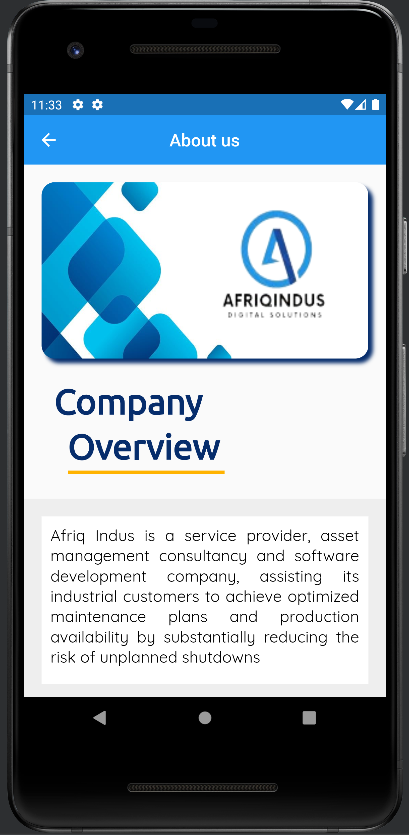 11:33
About us
AFRIQINDUS
DIGITAL SOLUTIONS
Company
Overview
Afriq Indus is a service provider, asset
management consultancy and software
development company, assisting its
industrial customers to achieve optimized
maintenance plans and production
availability by substantially reducing the
risk of unplanned shutdowns